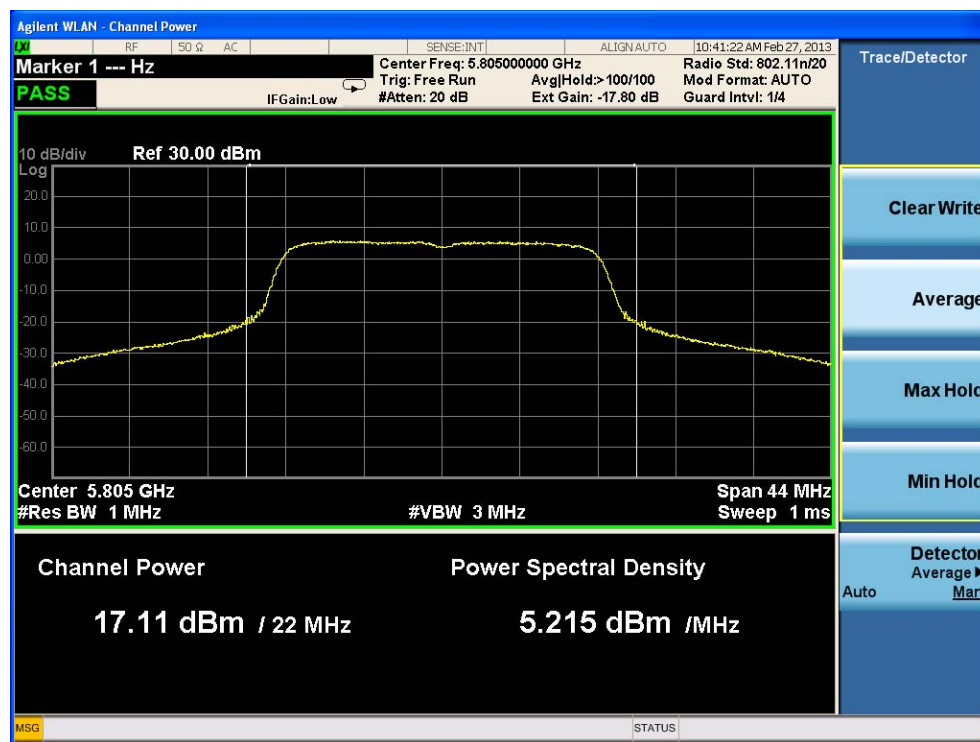 Agilent WLAN - Channel Power
LXI RF 50 Ω AC SENSE:INT ALIGN AUTO 10:41:22 AM Feb 27, 2013
Marker 1 --- Hz
PASS
IFGain:Low
Center Freq: 5.805000000 GHz
Trig: Free Run Avg|Hold:> 100/100
#Atten: 20 dB Ext Gain: -17.80 dB
Radio Std: 802.11n/20
Mod Format: AUTO
Guard Intvl: 1/4
10 dB/div Ref 30.00 dBm
Log
20.0
10.0
0.00
-10.0
-20.0
-30.0
-40.0
-50.0
-60.0
Center 5.805 GHz Span 44 MHz
#Res BW 1 MHz #VBW 3 MHz Sweep 1 ms
Channel Power Power Spectral Density
17.11 dBm / 22 MHz 5.215 dBm /MHz
MSG STATUS
Trace/Detector
Clear Write
Average
Max Hold
Min Hold
Detector
Average▶
Auto Man